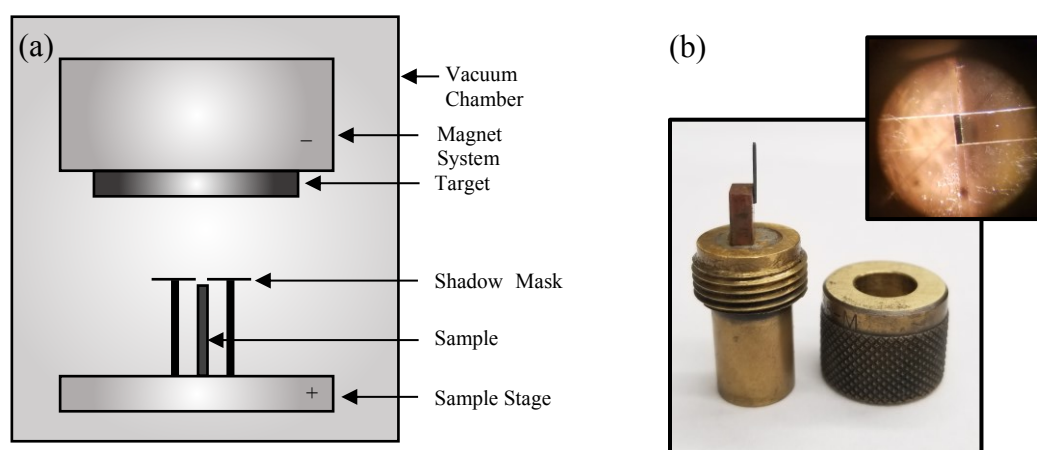 (a)
Vacuum
Chamber
Magnet
System
Target
Shadow Mask
Sample
Sample Stage
−
+
(b)
M